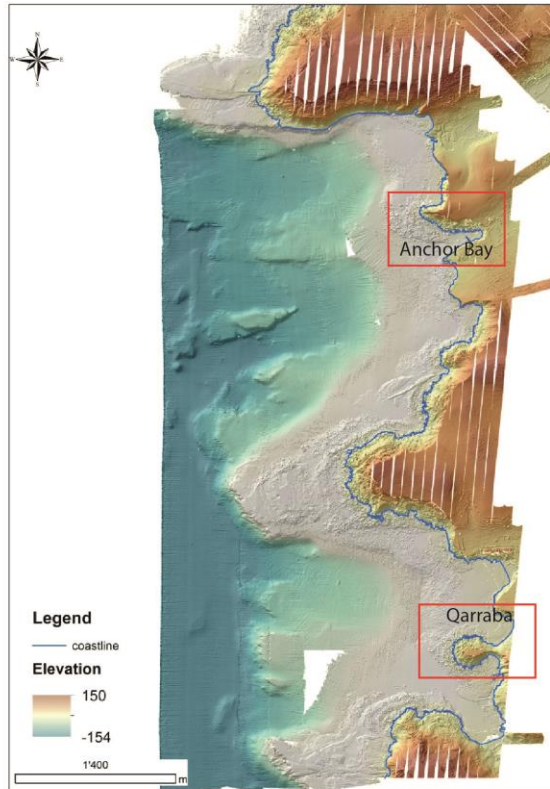 N
W
E
S
Anchor Bay
Qarraba
Legend
coastline
Elevation
150
-154
1'400
m